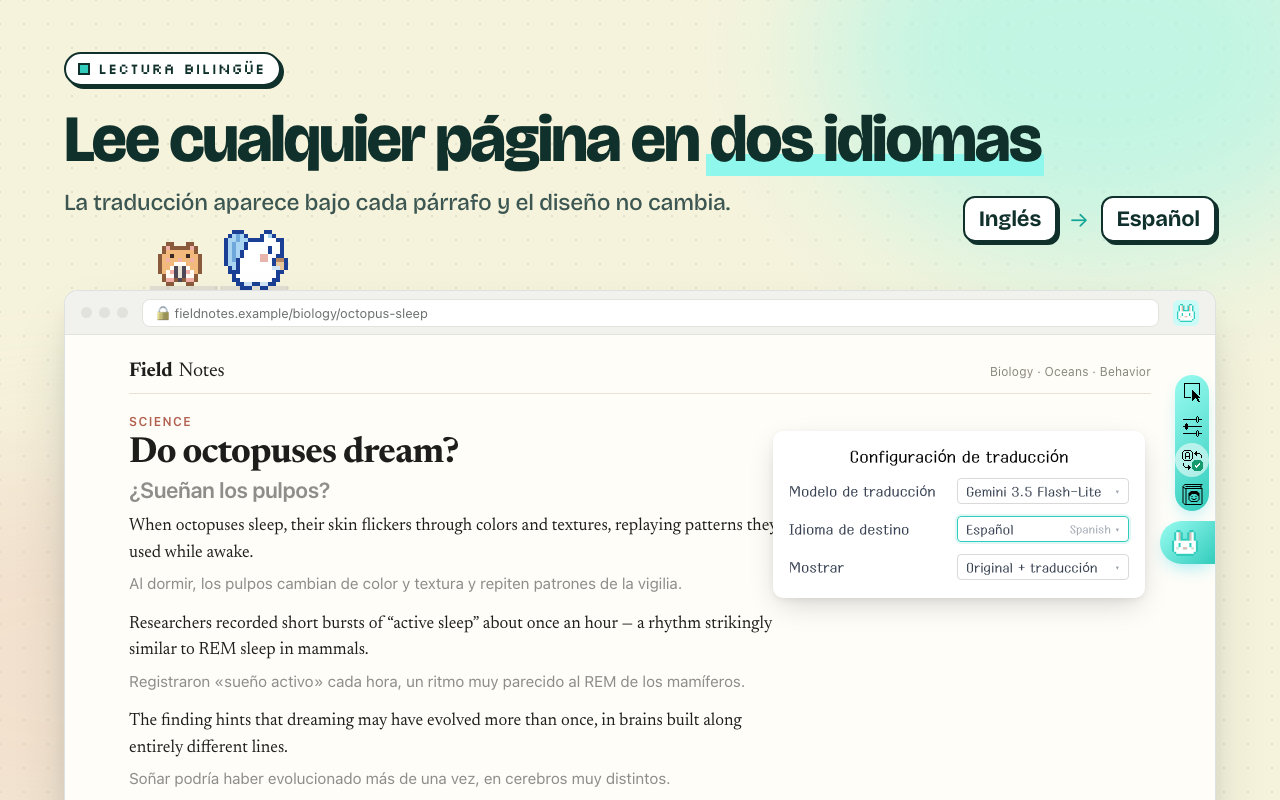 LECTURA BILINGÜE
Lee cualquier página en dos idiomas
La traducción aparece bajo cada párrafo y el diseño no cambia.
Inglés → Español
fieldnotes.example/biology/octopus-sleep
Field Notes
Biology · Oceans · Behavior
SCIENCE
Do octopuses dream?
¿Sueñan los pulpos?
When octopuses sleep, their skin flickers through colors and textures, replaying patterns they
used while awake.
Al dormir, los pulpos cambian de color y textura y repiten patrones de la vigilia.
Researchers recorded short bursts of “active sleep” about once an hour — a rhythm strikingly
similar to REM sleep in mammals.
Registraron «sueño activo» cada hora, un ritmo muy parecido al REM de los mamíferos.
The finding hints that dreaming may have evolved more than once, in brains built along
entirely different lines.
Soñar podría haber evolucionado más de una vez, en cerebros muy distintos.
Configuración de traducción
Modelo de traducción Gemini 3.5 Flash-Lite
Idioma de destino Español Spanish
Mostrar Original + traducción